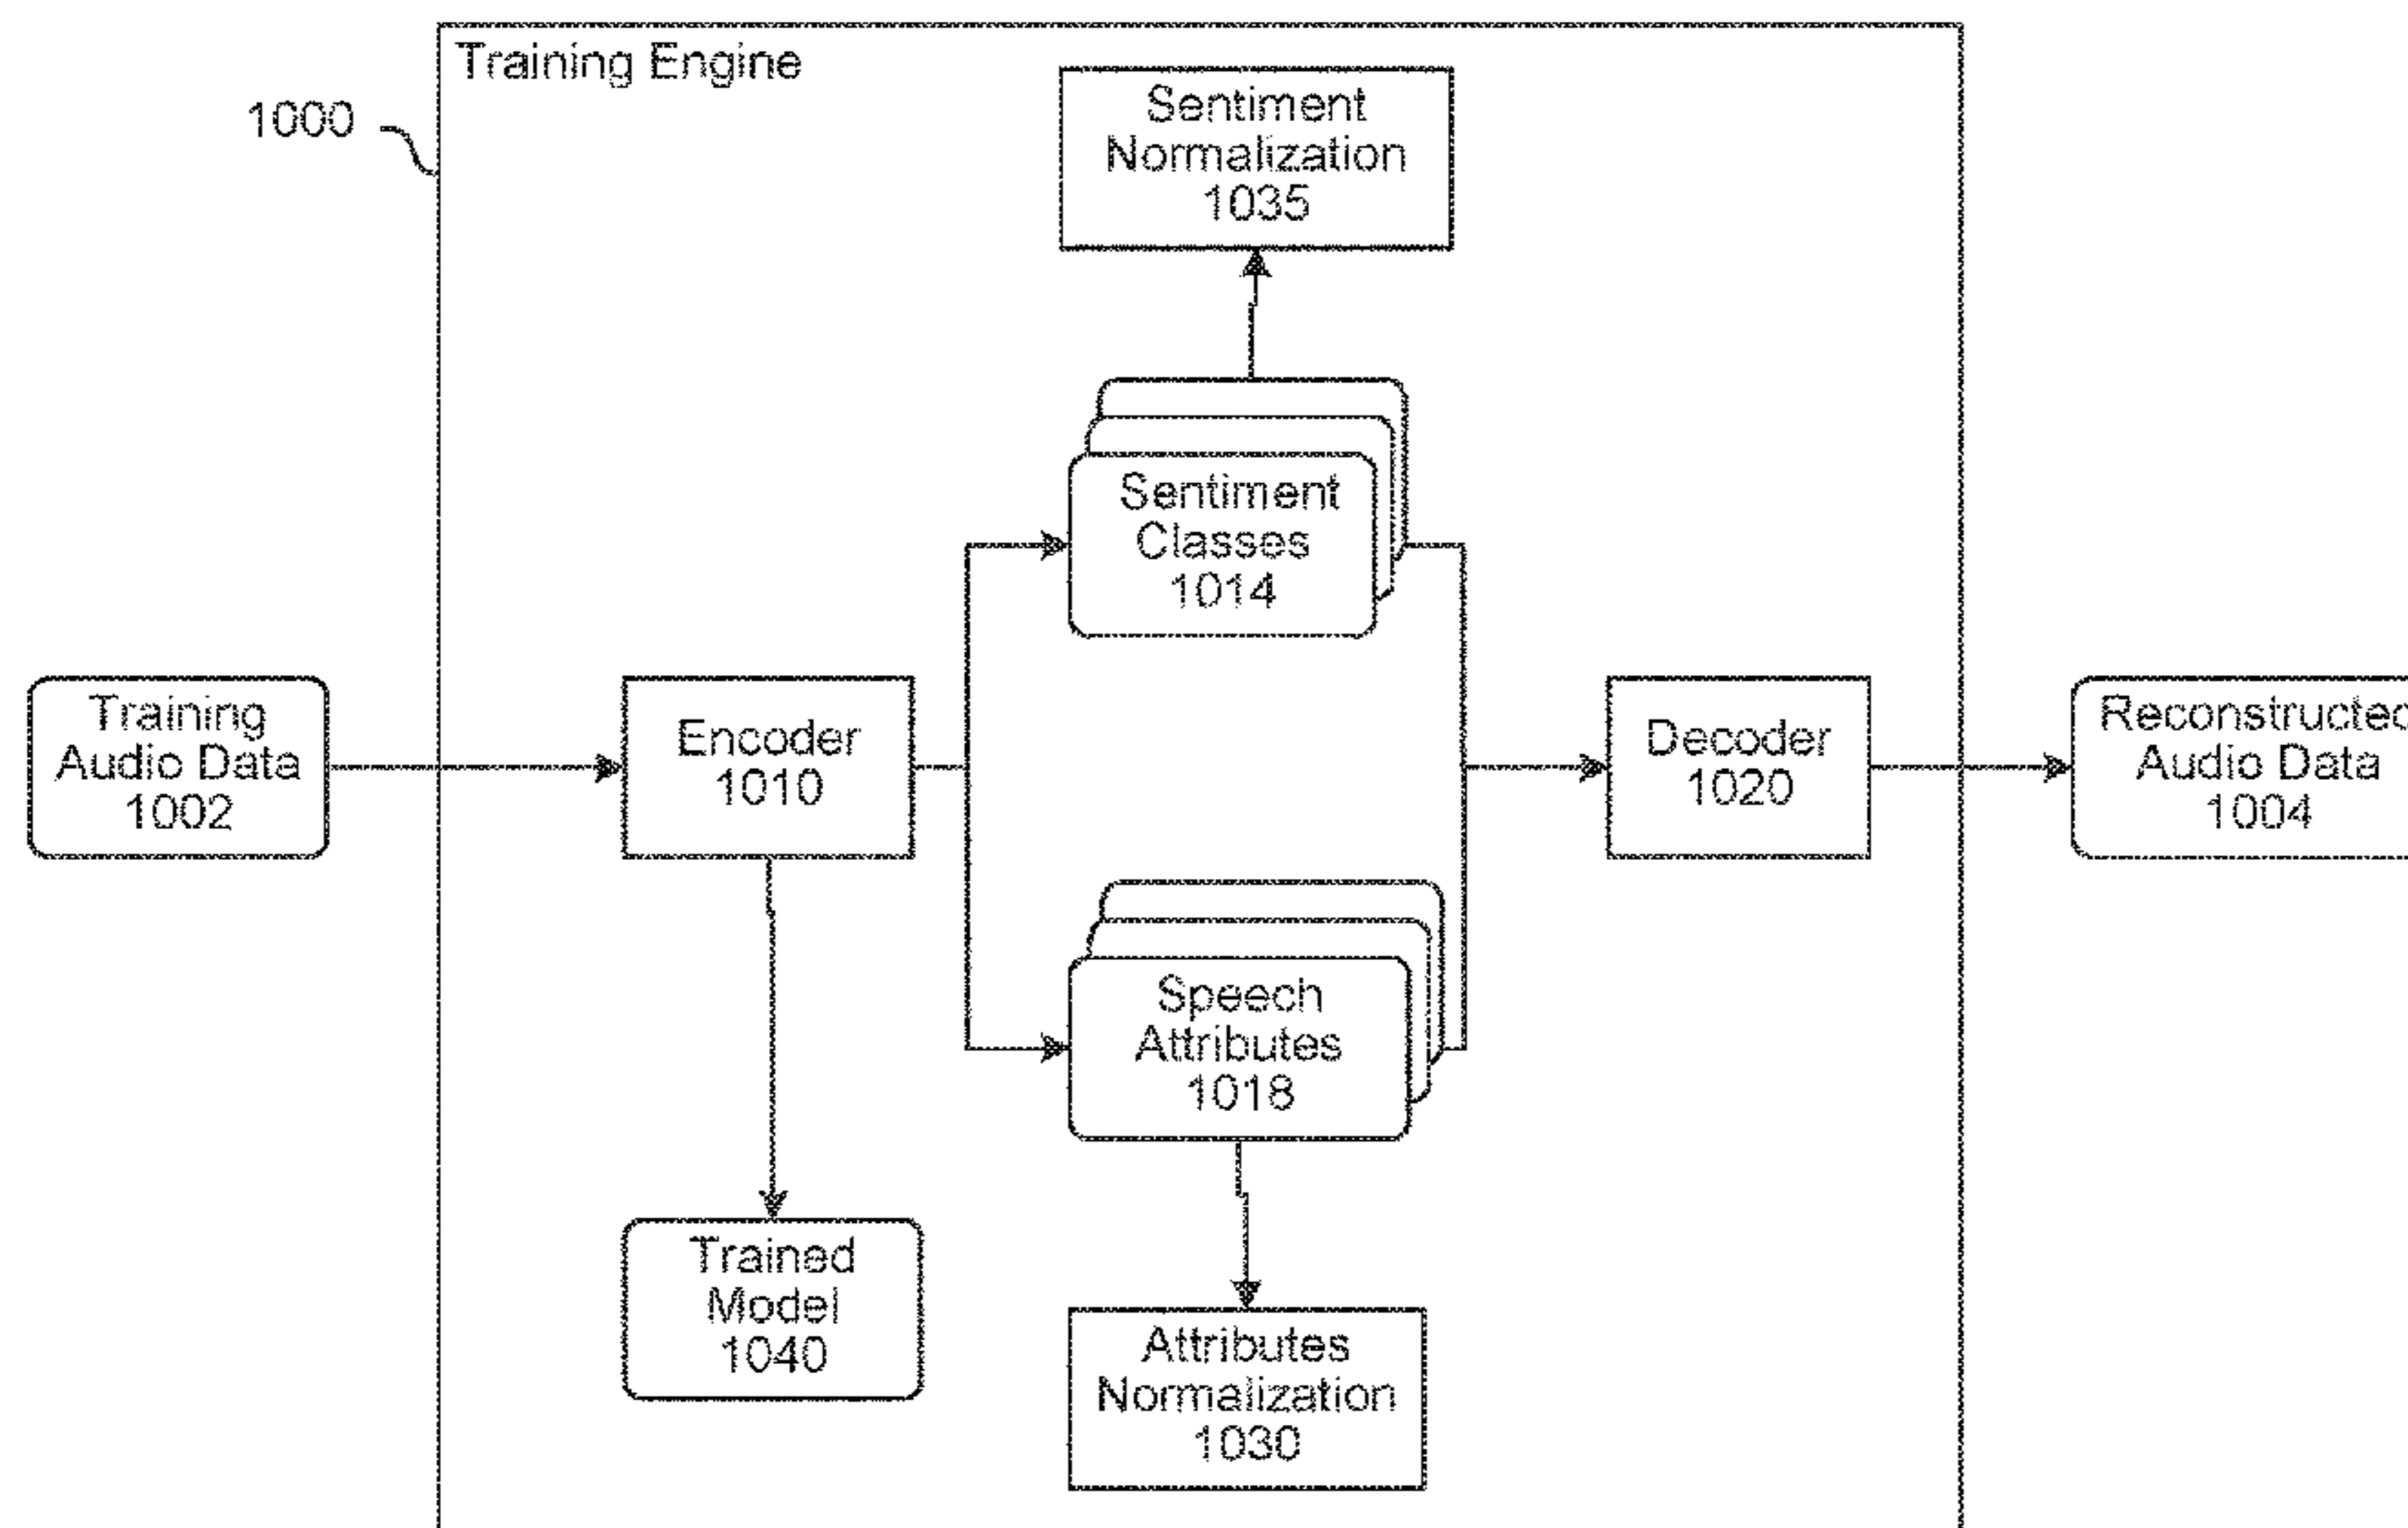 Training Engine
1000
Sentiment
Normalization
1035
Sentiment
Classes
1014
Training
Audio Data
1002
Encoder
1010
Decoder
1020
Reconstructed
Audio Data
1004
Speech
Attributes
1018
Trained
Model
1040
Attributes
Normalization
1030